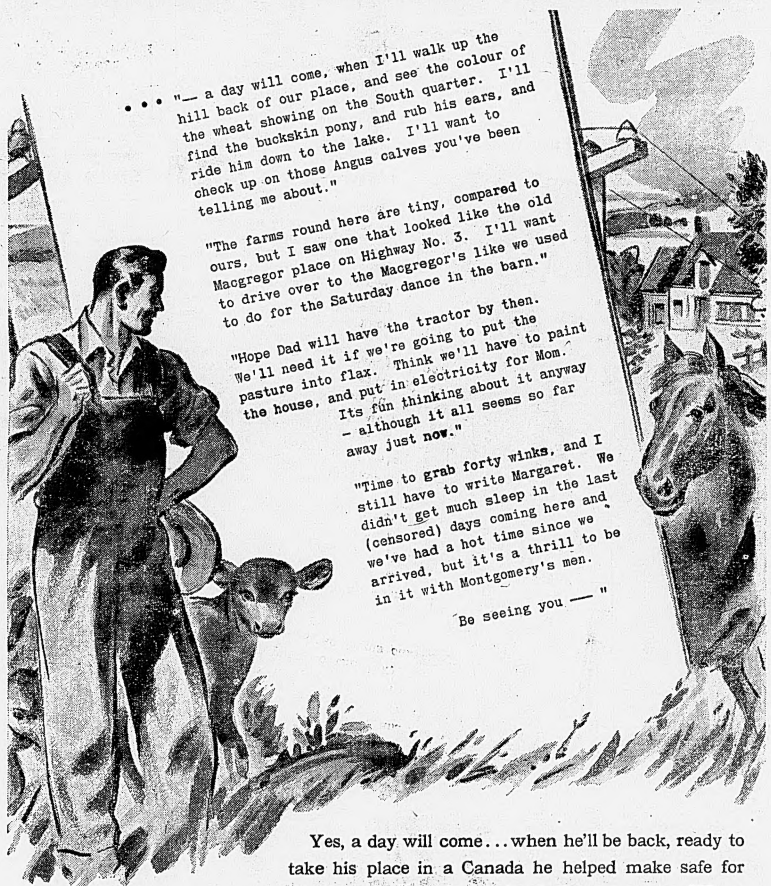 ... "— a day will come, when I'll walk up the
hill back of our place, and see the colour of
the wheat showing on the South quarter. I'll
find the buckskin pony, and rub his ears, and
ride him down to the lake. I'll want to
check up on those Angus calves you've been
telling me about."
"The farms round here are tiny, compared to
ours, but I saw one that looked like the old
Macgregor place on Highway No. 3. I'll want
to drive over to the Macgregor's like we used
to do for the Saturday dance in the barn."
"Hope Dad will have the tractor by then.
We'll need it if we're going to put the
pasture into flax. Think we'll have to paint
the house, and put in electricity for Mom.
Its fun thinking about it anyway
– although it all seems so far
away just now."
"Time to grab forty winks, and I
still have to write Margaret. We
didn't get much sleep in the last
(censored) days coming here and
we've had a hot time since we
arrived, but it's a thrill to be
in it with Montgomery's men.
Be seeing you — "
Yes, a day will come...when he'll be back, ready to
take his place in a Canada he helped make safe for